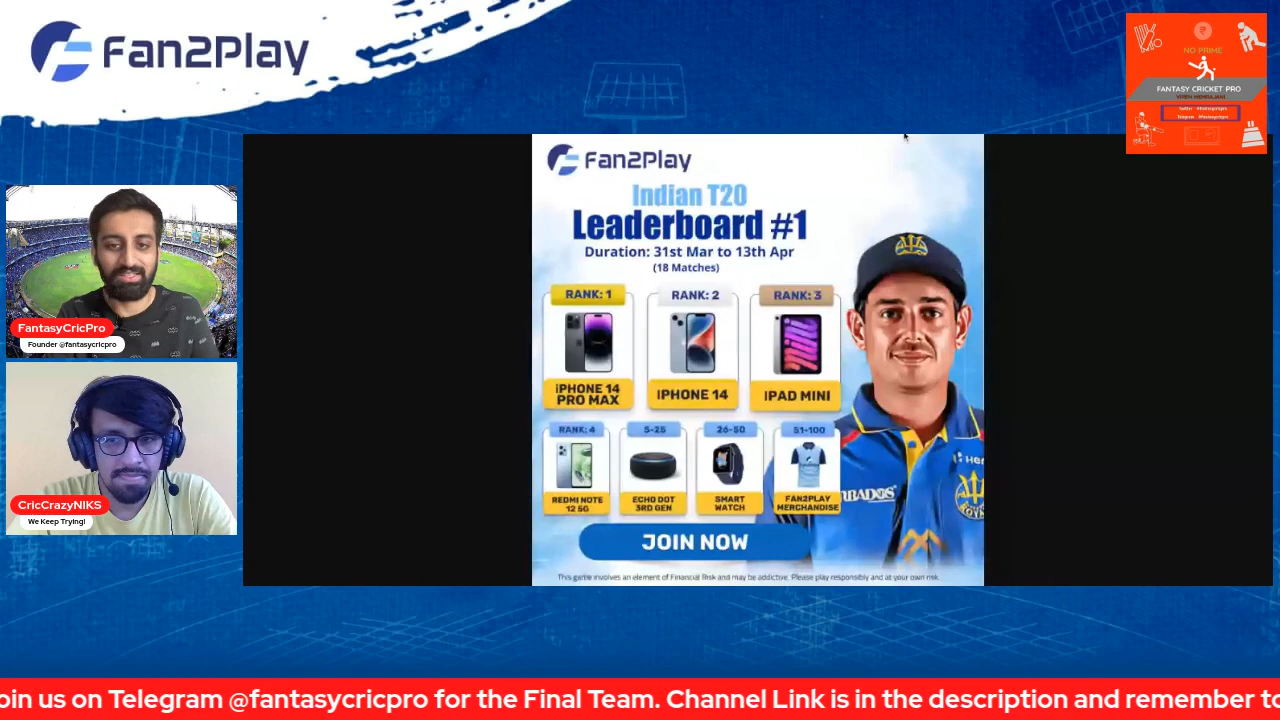 Fan2Play
NO PRIME
FANTASY CRICKET PRO
FantasyCricPro
Founder @fantasycricpro
CricCrazyNIKS
We Keep Trying!
Fan2Play
Indian T20
Leaderboard #1
Duration: 31st Mar to 13th Apr
(18 Matches)
RANK: 1
RANK: 2
RANK: 3
iPHONE 14
PRO MAX
iPHONE 14
iPAD MINI
RANK: 4
5-25
26-50
51-100
REDMI NOTE
12 5G
ECHO DOT
3RD GEN
SMART
WATCH
FAN2PLAY
MERCHANDISE
RBADOS
JOIN NOW
This game involves an element of Financial Risk and may be addictive. Please play responsibly and at your own risk.
oin us on Telegram @fantasycricpro for the Final Team. Channel Link is in the description and remember to